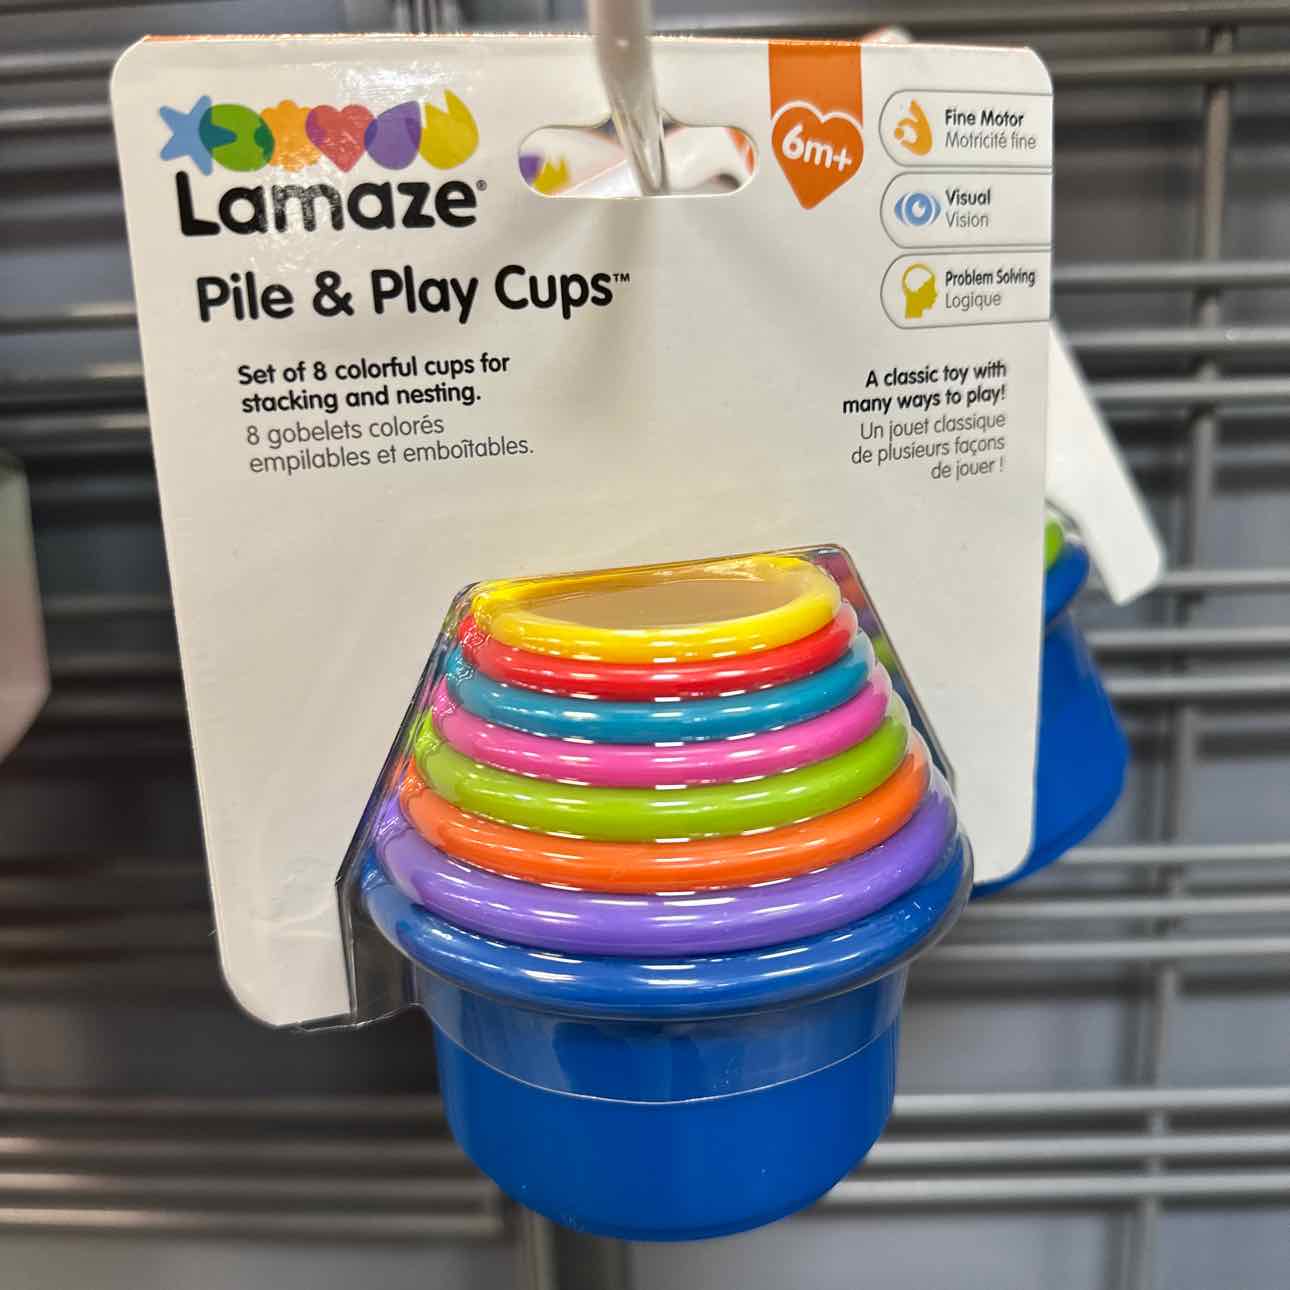 Lamaze®
Pile & Play Cups™
Set of 8 colorful cups for
stacking and nesting.
8 gobelets colorés
empilables et emboîtables.
6m+
Fine Motor
Motricité fine
Visual
Vision
Problem Solving
Logique
A classic toy with
many ways to play!
Un jouet classique
de plusieurs façons
de jouer !